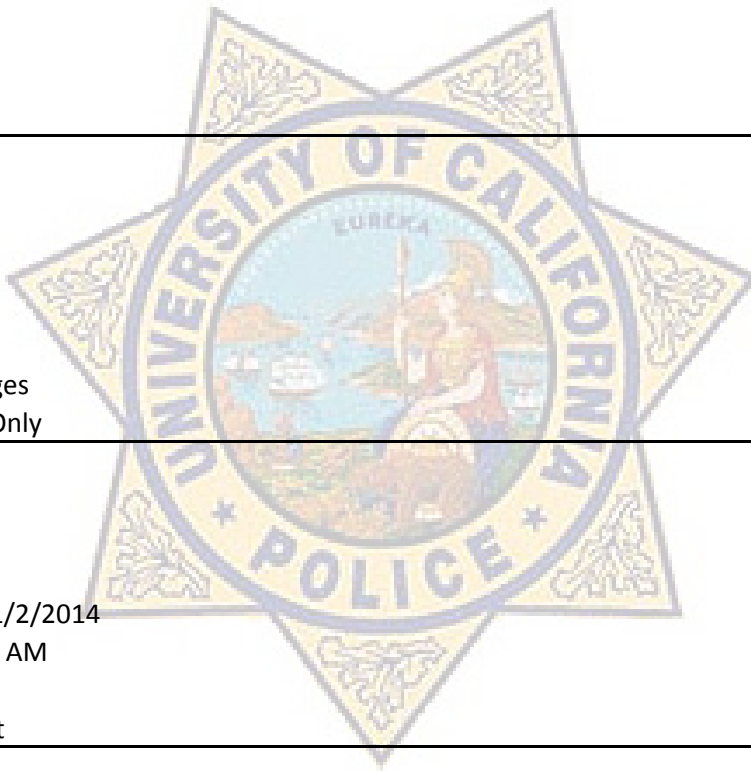 UNIVERSITY OF CALIFORNIA
EUREKA
ges
Only
* POLICE *
1/2/2014
AM
t